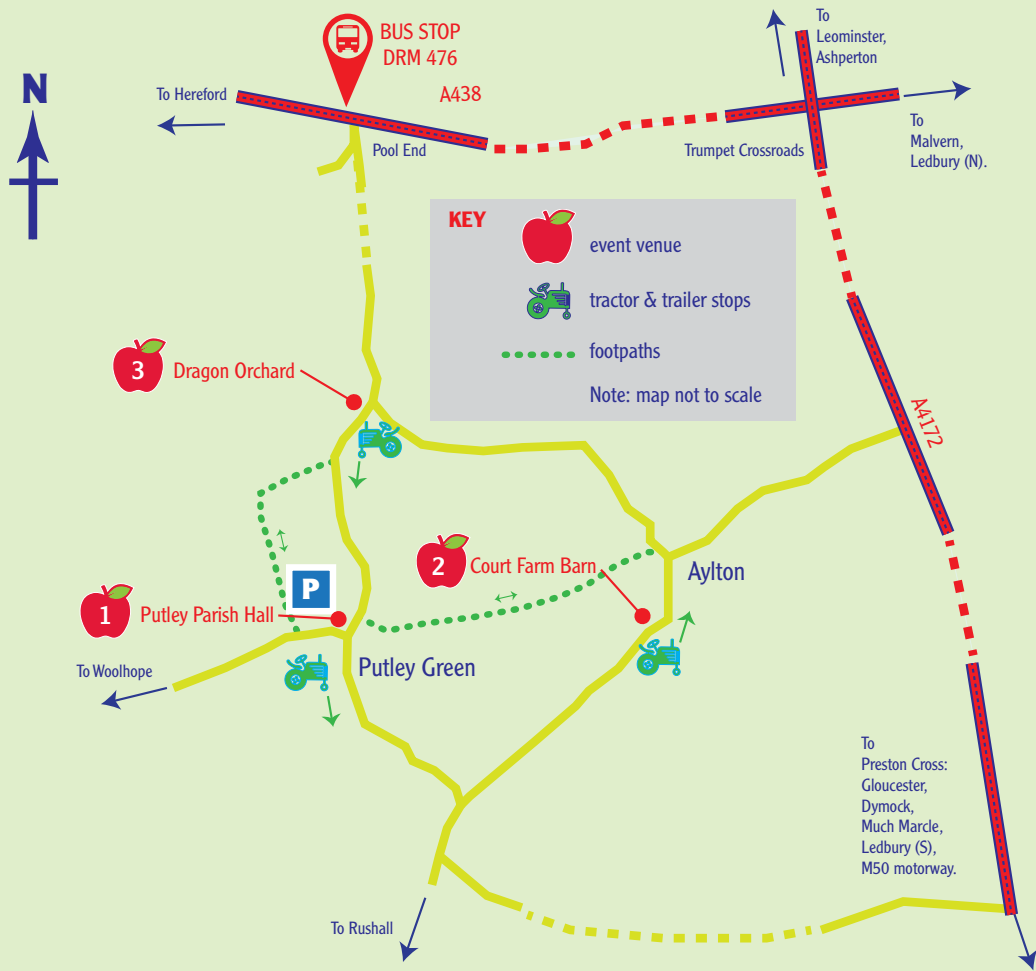 N
BUS STOP
DRM 476
To
Leominster,
Ashperton
To Hereford
A438
Pool End
Trumpet Crossroads
To
Malvern,
Ledbury (N).
KEY
event venue
tractor & trailer stops
footpaths
Note: map not to scale
3 Dragon Orchard
A4172
2 Court Farm Barn
Aylton
P
1 Putley Parish Hall
Putley Green
To Woolhope
To
Preston Cross:
Gloucester,
Dymock,
Much Marcle,
Ledbury (S),
M50 motorway.
To Rushall